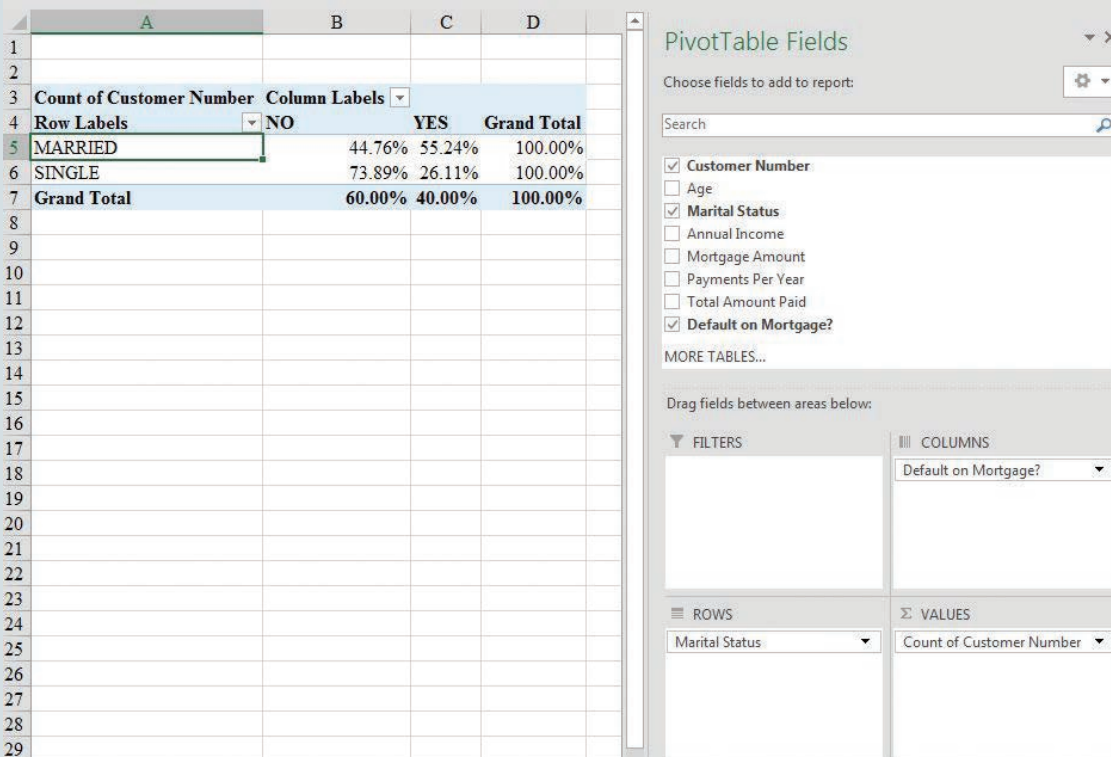 A B C D
1
2
3 Count of Customer Number Column Labels
4 Row Labels NO YES Grand Total
5 MARRIED 44.76% 55.24% 100.00%
6 SINGLE 73.89% 26.11% 100.00%
7 Grand Total 60.00% 40.00% 100.00%
8
9
10
11
12
13
14
15
16
17
18
19
20
21
22
23
24
25
26
27
28
29
PivotTable Fields
Choose fields to add to report:
Search
Customer Number
Age
Marital Status
Annual Income
Mortgage Amount
Payments Per Year
Total Amount Paid
Default on Mortgage?
MORE TABLES...
Drag fields between areas below:
FILTERS
COLUMNS
Default on Mortgage?
ROWS
Marital Status
Σ VALUES
Count of Customer Number